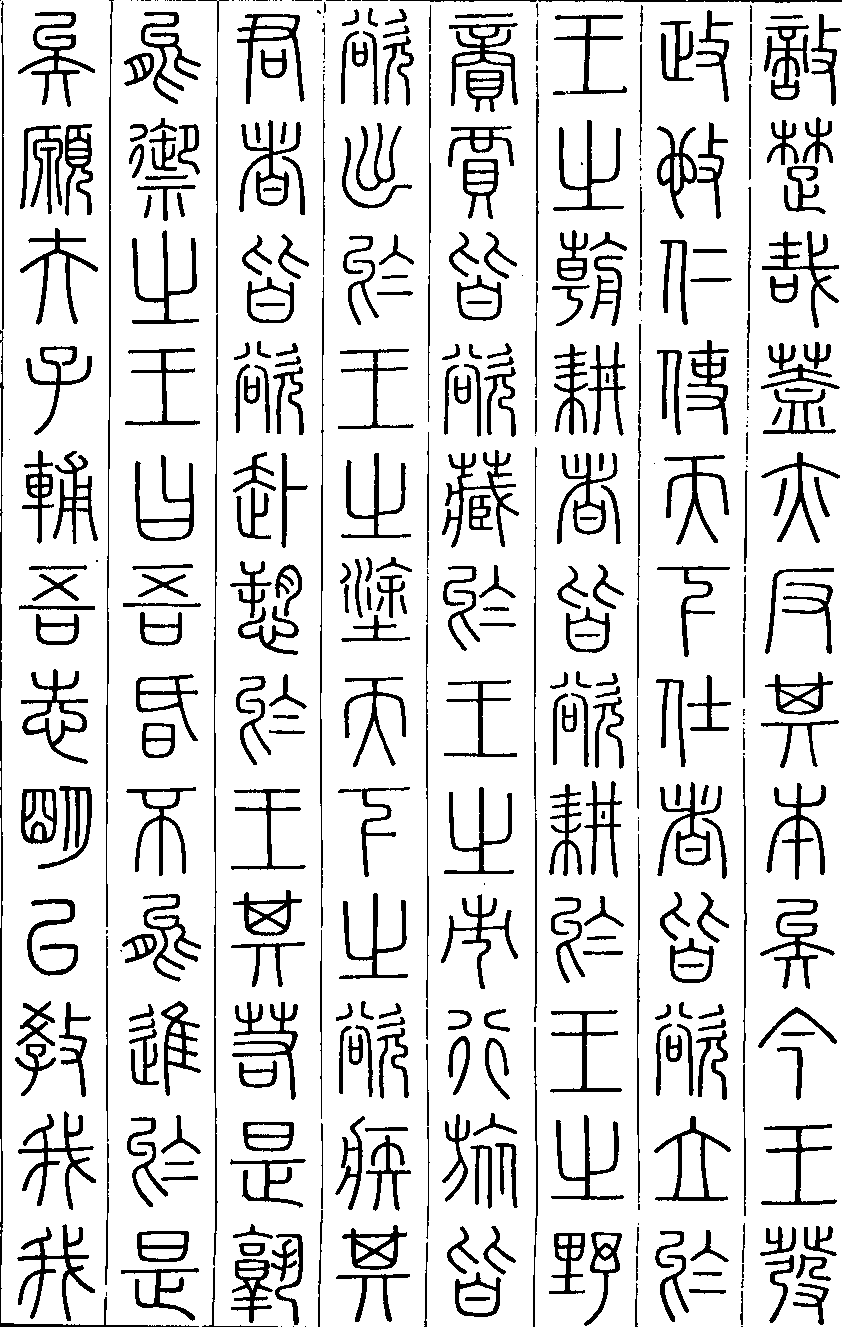 敵楚哉蓋亦反其本矣今王發
政施仁使天下仕者皆欲立於
王之朝耕者皆欲耕於王之野
商賈皆欲藏於王之市行旅皆
欲出於王之塗天下之欲疾其
君者皆欲赴愬於王其若是孰
能禦之王曰吾昏不能進於是
矣願夫子輔吾志明以教我我